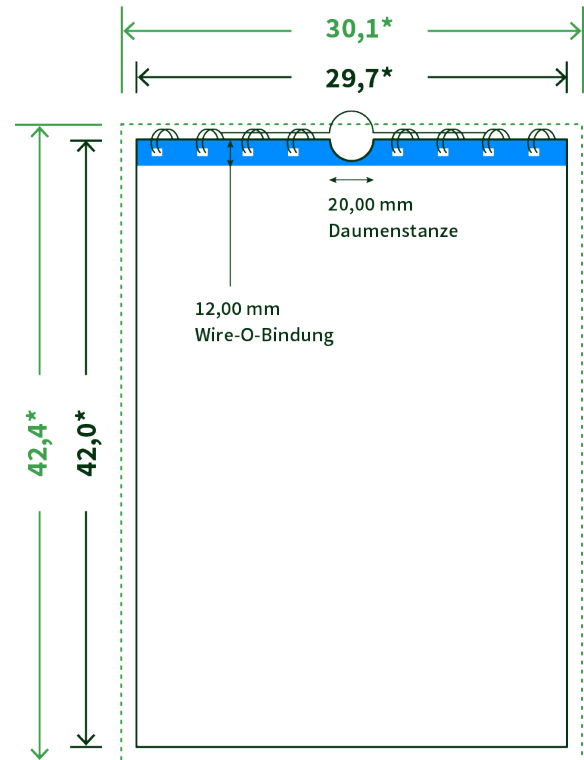 30,1*
29,7*
20,00 mm
Daumenstanze
12,00 mm
Wire-O-Bindung
42,4*
42,0*